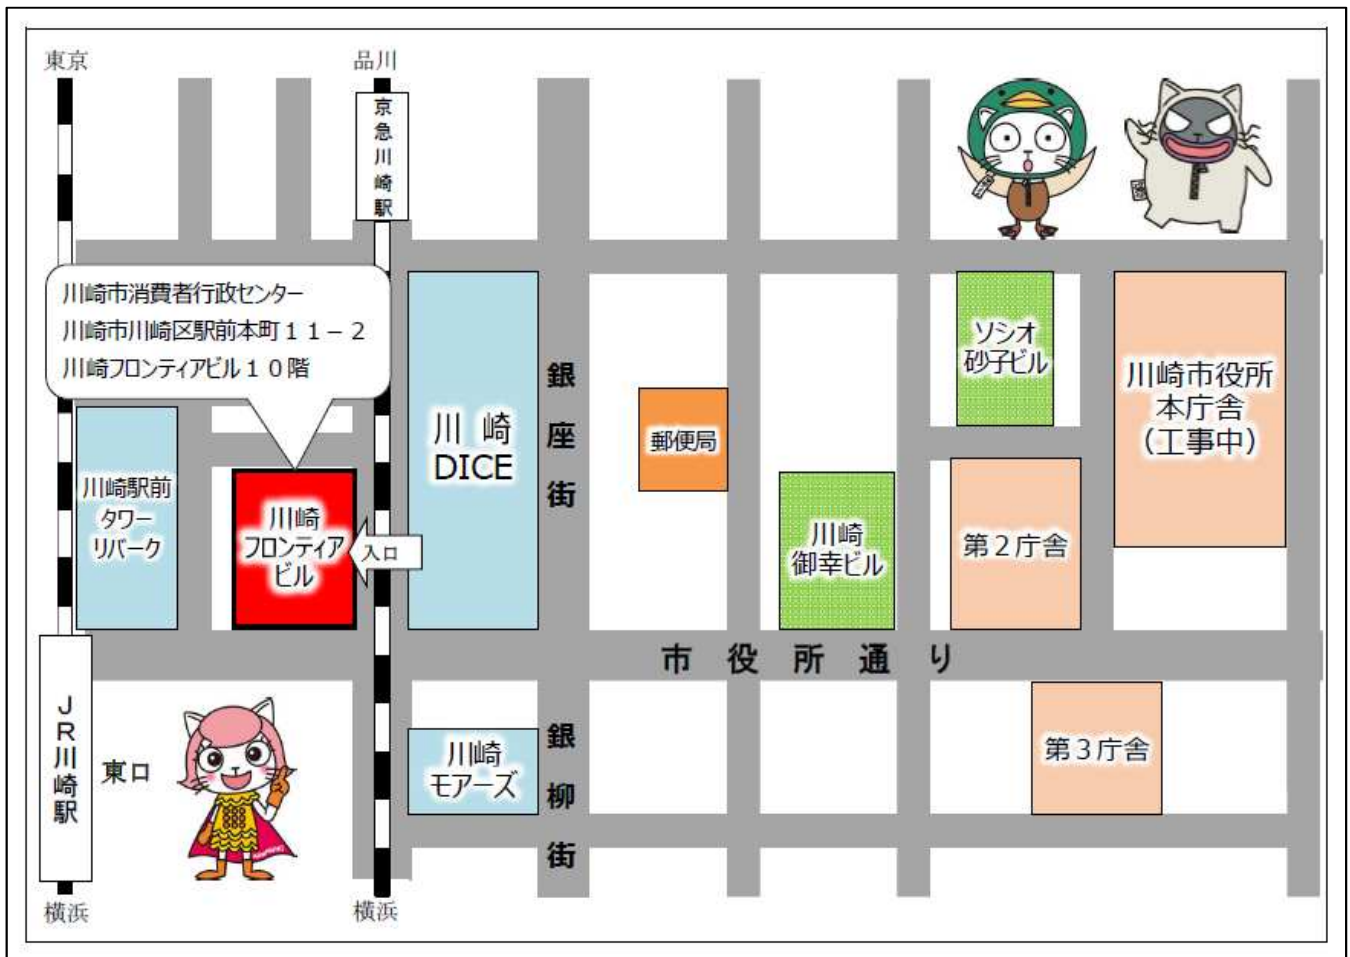 東京
品川
京急川崎駅
川崎市消費者行政センター
川崎市川崎区駅前本町11－2
川崎フロンティアビル10階
川崎駅前
タワー
リバーク
川崎
フロンティア
ビル
入口
川崎
DICE
銀座街
郵便局
川崎
御幸ビル
ソシオ
砂子ビル
第2庁舎
川崎市役所
本庁舎
（工事中）
市役所通り
JR川崎駅
東口
川崎
モアーズ
銀柳街
第3庁舎
横浜
横浜